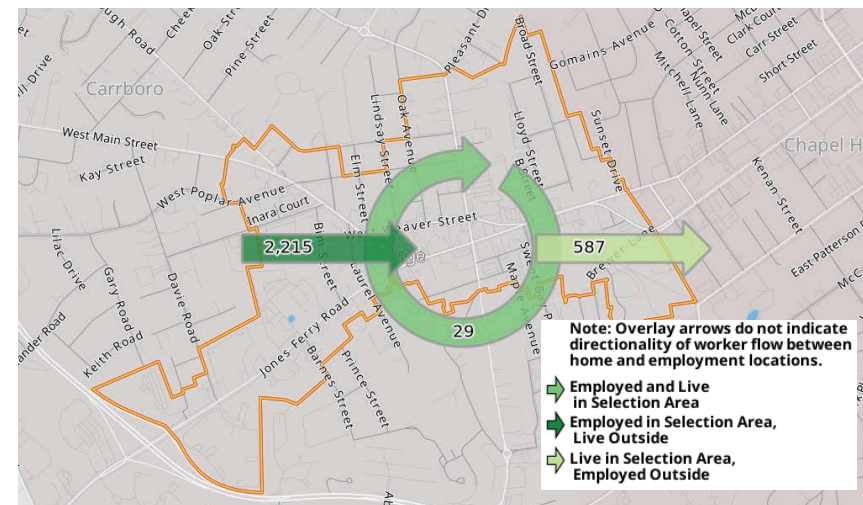 Cheek
Oak Street
Pine Street
Pleasant D
Broad Street
Gomains Avenue
Cotton Street
Nunn Lane
Mitchell Lane
Clark Court
Carr Street
Short Street
Carrboro
West Main Street
Kay Street
West Poplar Avenue
Inara Court
Lindsay Street
Oak Avenue
Elm Street
Lloyd Street
Sunset Drive
Chapel H
Kenan Street
East Patterson
eaver Street
2,215
587
29
Brewer Lane
Laurel Avenue
Lilac Drive
Gary Road
Davie Road
Keith Road
ander Road
Jones Ferry Road
Barnes Street
Prince Street
Note: Overlay arrows do not indicate
directionality of worker flow between
home and employment locations.
Employed and Live
in Selection Area
Employed in Selection Area,
Live Outside
Live in Selection Area,
Employed Outside